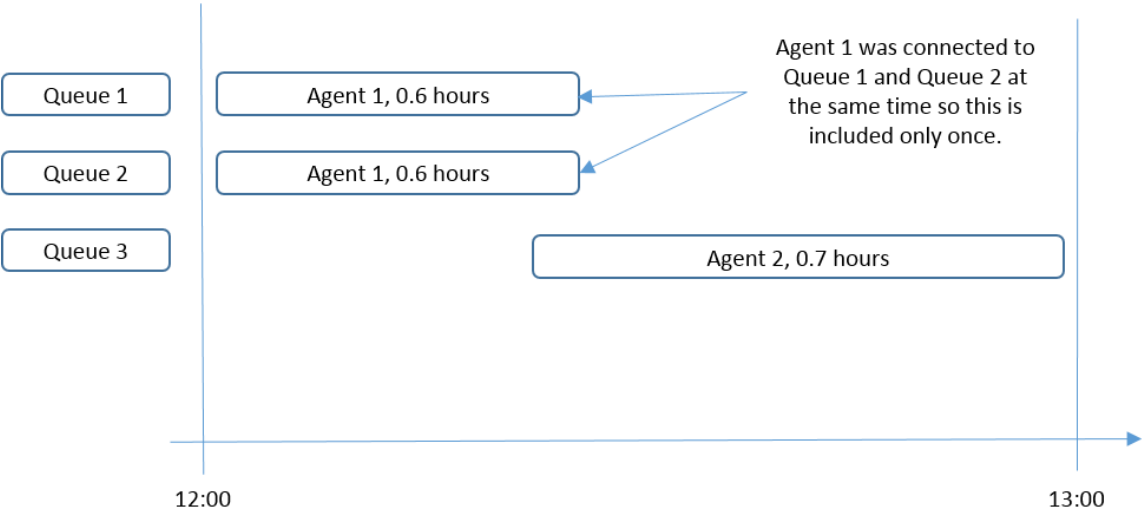 Agent 1 was connected to
Queue 1 and Queue 2 at
the same time so this is
included only once.
Queue 1
Agent 1, 0.6 hours
Queue 2
Agent 1, 0.6 hours
Queue 3
Agent 2, 0.7 hours
12:00
13:00